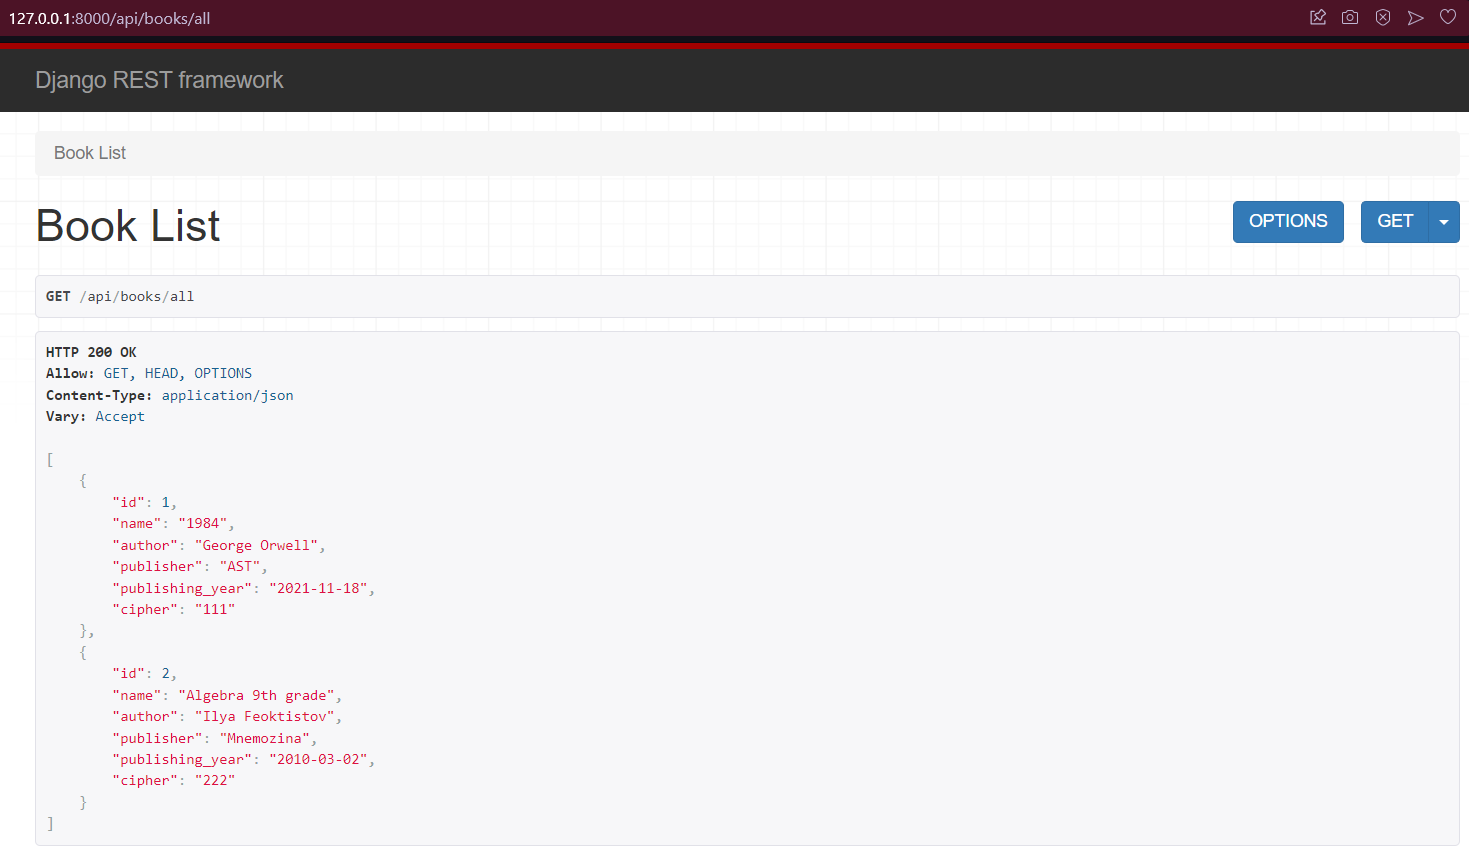 127.0.0.1:8000/api/books/all
Django REST framework
Book List
Book List
OPTIONS
GET
GET /api/books/all
HTTP 200 OK
Allow: GET, HEAD, OPTIONS
Content-Type: application/json
Vary: Accept
[
    {
        "id": 1,
        "name": "1984",
        "author": "George Orwell",
        "publisher": "AST",
        "publishing_year": "2021-11-18",
        "cipher": "111"
    },
    {
        "id": 2,
        "name": "Algebra 9th grade",
        "author": "Ilya Feoktistov",
        "publisher": "Mnemozina",
        "publishing_year": "2010-03-02",
        "cipher": "222"
    }
]